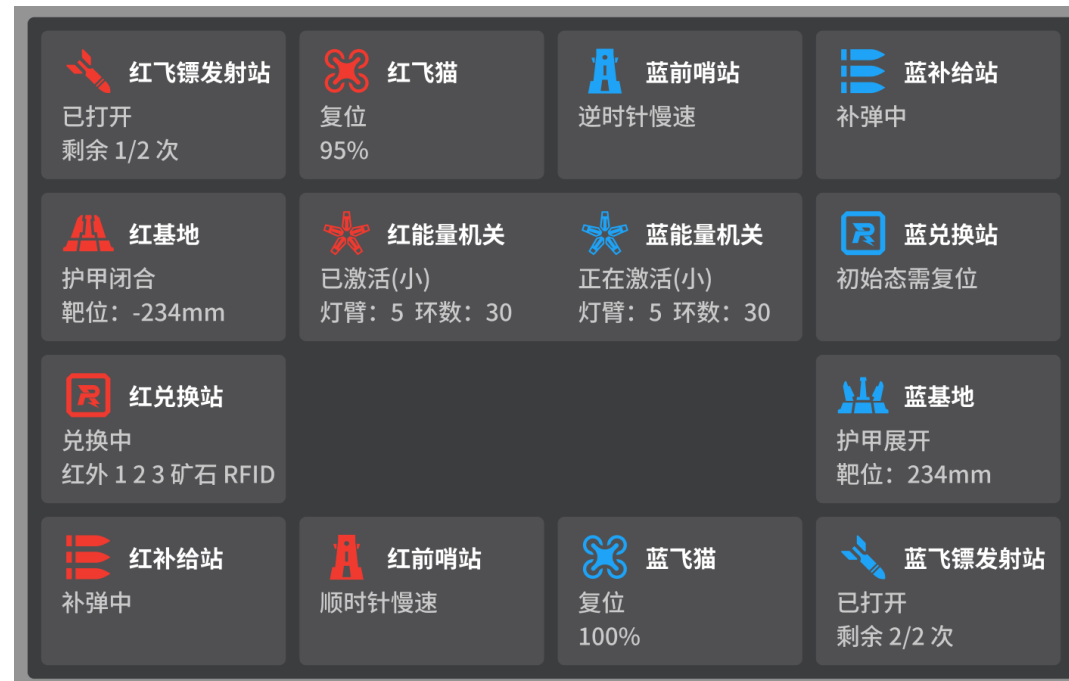 红飞镖发射站
已打开
剩余 1/2 次
红飞猫
复位
95%
蓝前哨站
逆时针慢速
蓝补给站
补弹中
红基地
护甲闭合
靶位：-234mm
红能量机关
已激活(小)
灯臂：5 环数：30
蓝能量机关
正在激活(小)
灯臂：5 环数：30
蓝兑换站
初始态需复位
红兑换站
兑换中
红外 1 2 3 矿石 RFID
蓝基地
护甲展开
靶位：234mm
红补给站
补弹中
红前哨站
顺时针慢速
蓝飞猫
复位
100%
蓝飞镖发射站
已打开
剩余 2/2 次